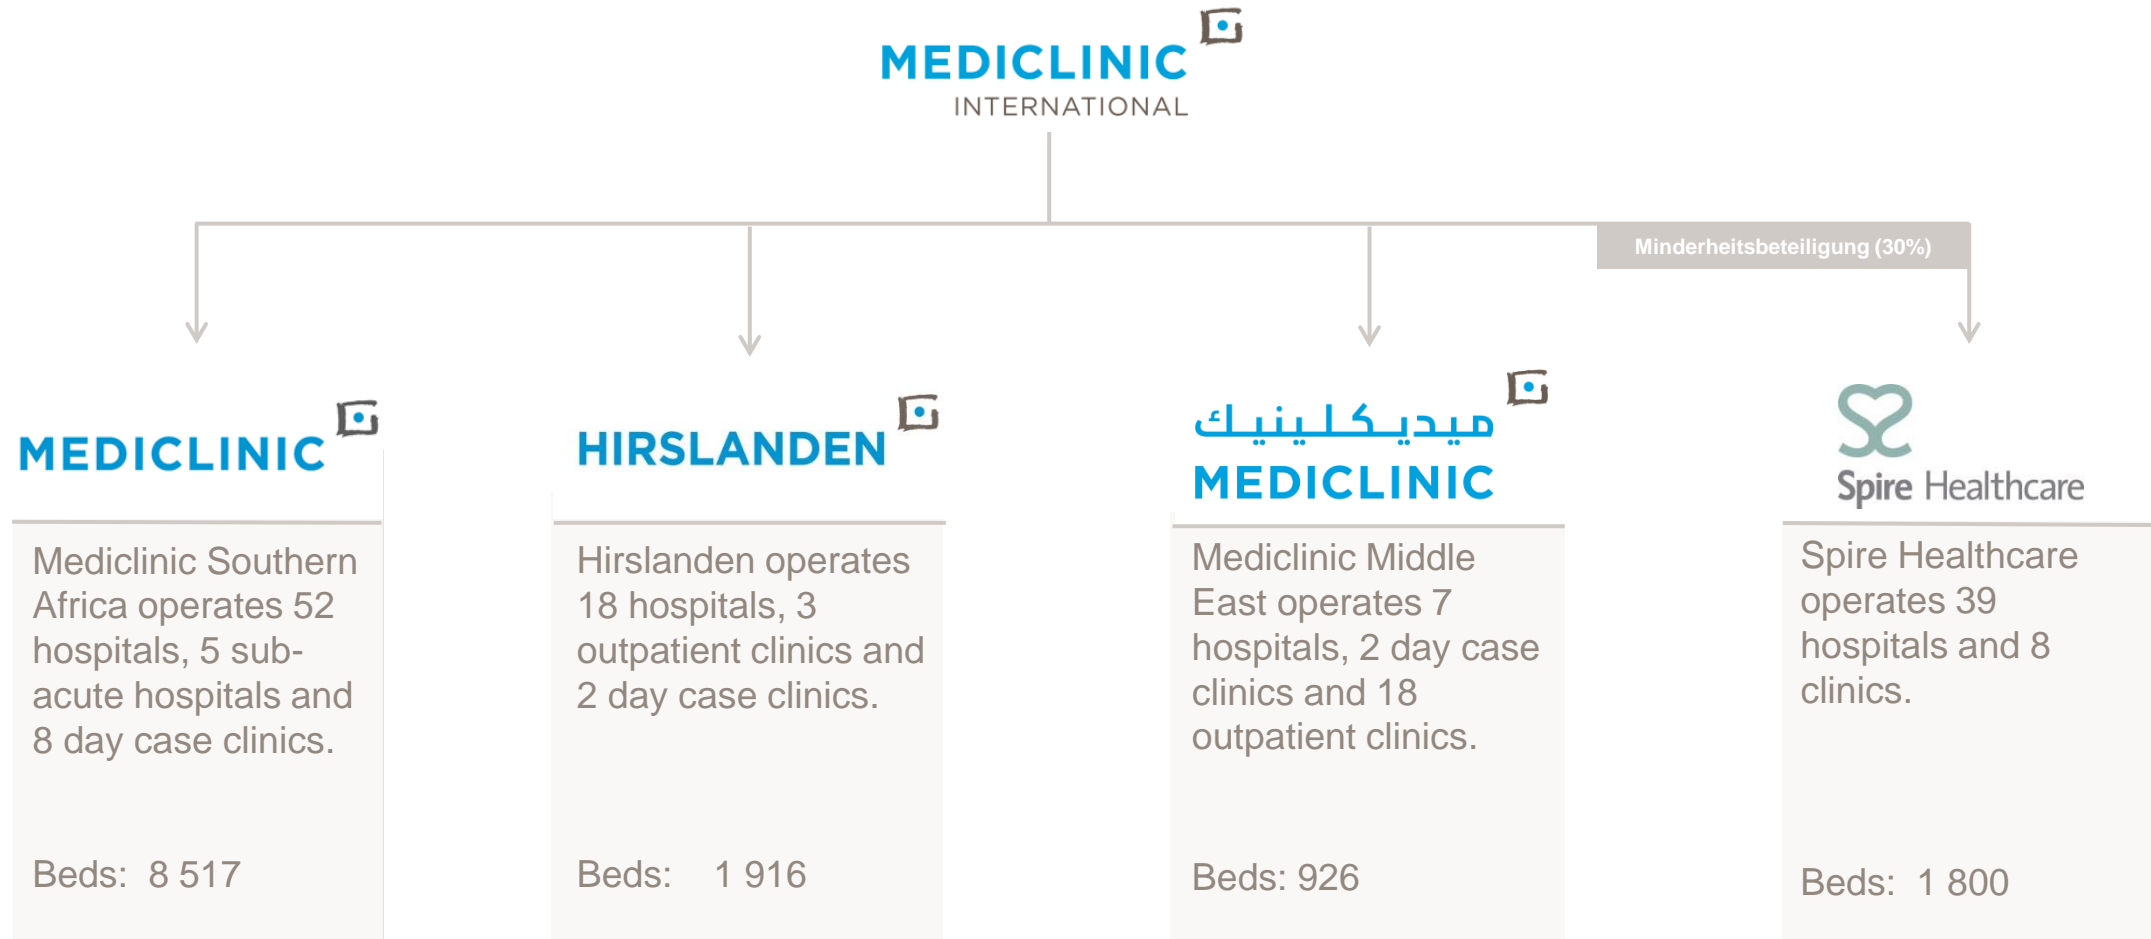 MEDICLINIC
INTERNATIONAL
Minderheitsbeteiligung (30%)
MEDICLINIC
Mediclinic Southern
Africa operates 52
hospitals, 5 sub-
acute hospitals and
8 day case clinics.
Beds: 8 517
HIRSLANDEN
Hirslanden operates
18 hospitals, 3
outpatient clinics and
2 day case clinics.
Beds: 1 916
ميديكلينيك
MEDICLINIC
Mediclinic Middle
East operates 7
hospitals, 2 day case
clinics and 18
outpatient clinics.
Beds: 926
Spire Healthcare
Spire Healthcare
operates 39
hospitals and 8
clinics.
Beds: 1 800